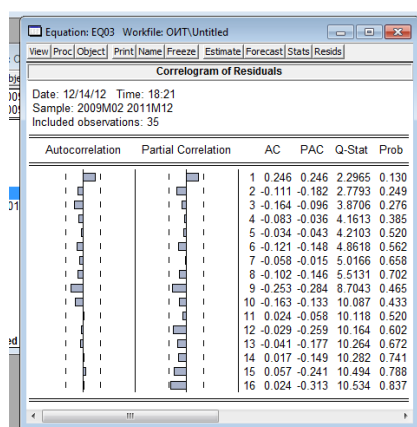 Equation: EQ03 Workfile: ОИТ\Untitled
View Proc Object Print Name Freeze Estimate Forecast Stats Resids
Correlogram of Residuals
Date: 12/14/12 Time: 18:21
Sample: 2009M02 2011M12
Included observations: 35
Autocorrelation Partial Correlation AC PAC Q-Stat Prob
1 0.246 0.246 2.2965 0.130
2 -0.111 -0.182 2.7793 0.249
3 -0.164 -0.096 3.8706 0.276
4 -0.083 -0.036 4.1613 0.385
5 -0.034 -0.043 4.2103 0.520
6 -0.121 -0.148 4.8618 0.562
7 -0.058 -0.015 5.0166 0.658
8 -0.102 -0.146 5.5131 0.702
9 -0.253 -0.284 8.7043 0.465
10 -0.163 -0.133 10.087 0.433
11 0.024 -0.058 10.118 0.520
12 -0.029 -0.259 10.164 0.602
13 -0.041 -0.177 10.264 0.672
14 0.017 -0.149 10.282 0.741
15 0.057 -0.241 10.494 0.788
16 0.024 -0.313 10.534 0.837